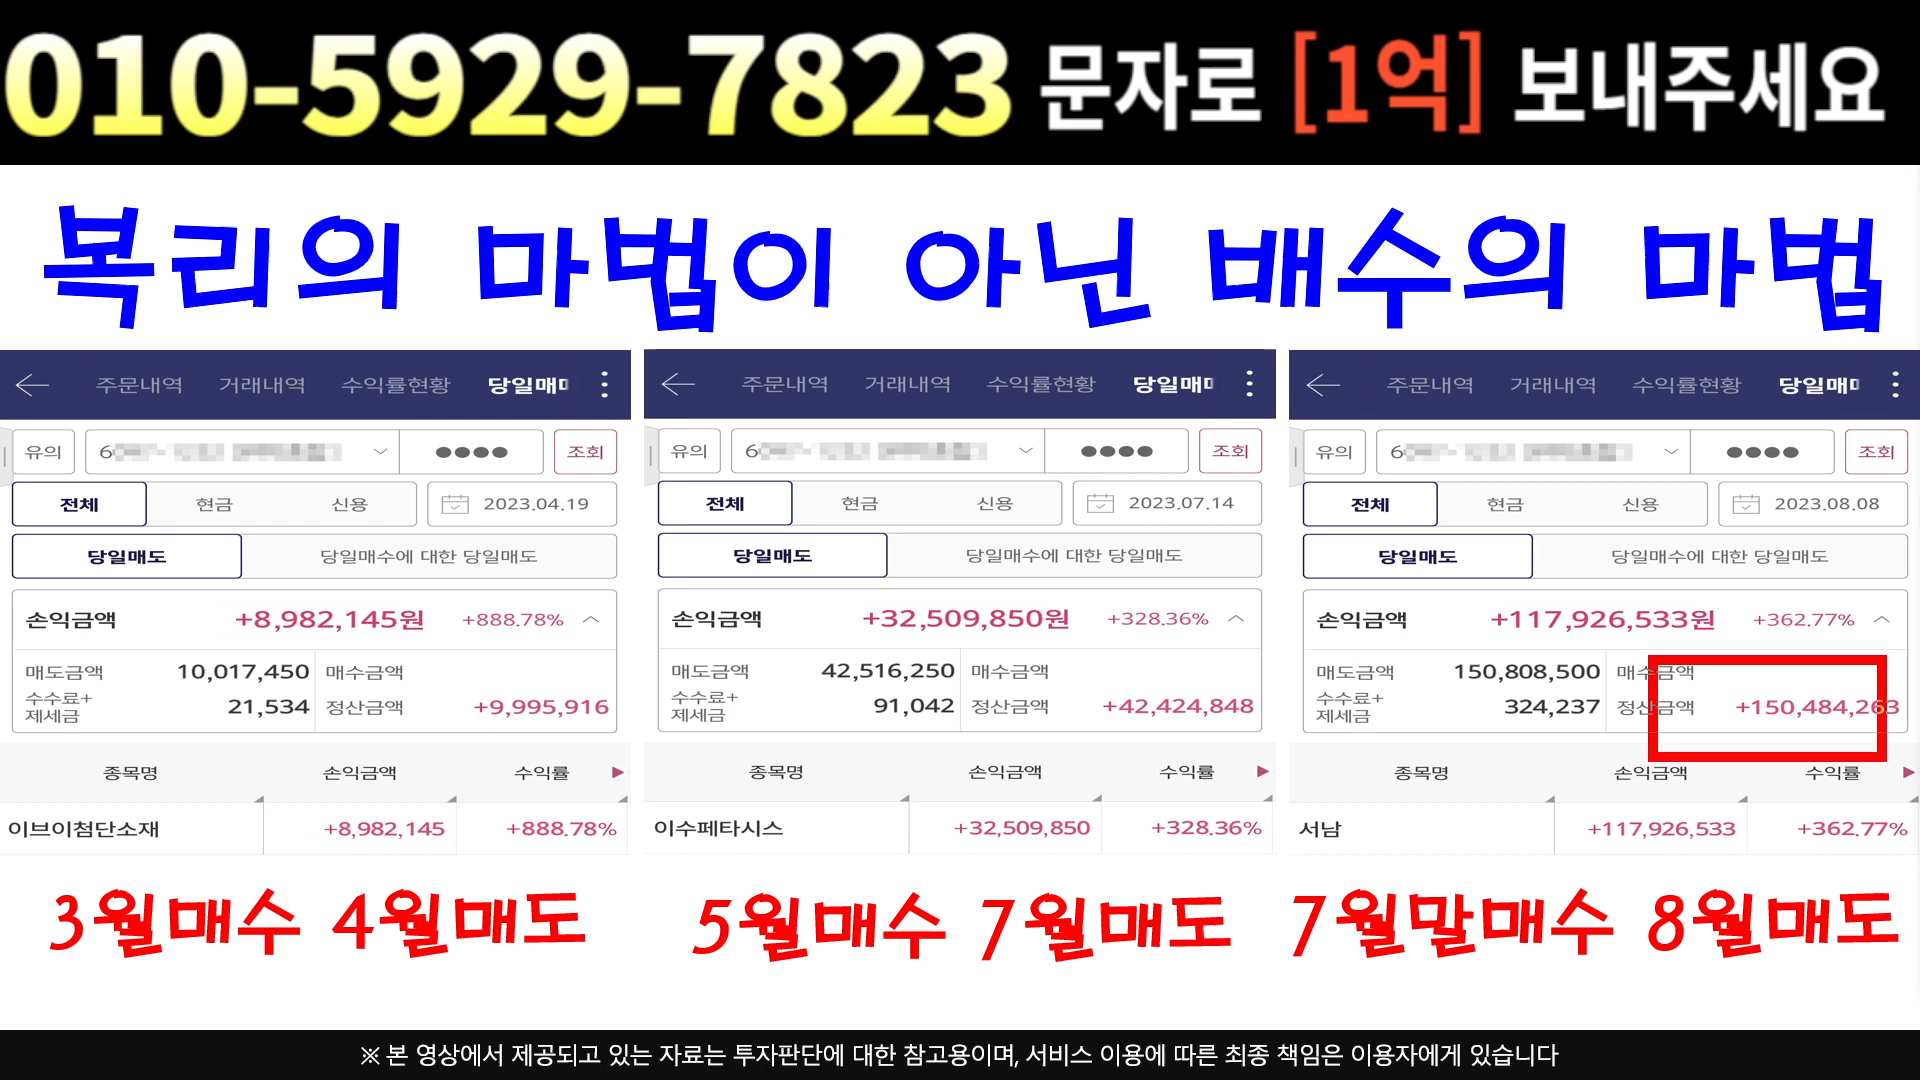 010-5929-7823 문자로 [1억] 보내주세요
복리의 마법이 아닌 배수의 마법
주문내역 거래내역 수익률현황 당일매매
유의 6 ●●●● 조회
전체 현금 신용 2023.04.19
당일매도 당일매수에 대한 당일매도
손익금액 +8,982,145원 +888.78%
매도금액 10,017,450 매수금액
수수료+
제세금 21,534 정산금액 +9,995,916
종목명 손익금액 수익률
이브이첨단소재 +8,982,145 +888.78%
3월매수 4월매도
주문내역 거래내역 수익률현황 당일매매
유의 6 ●●●● 조회
전체 현금 신용 2023.07.14
당일매도 당일매수에 대한 당일매도
손익금액 +32,509,850원 +328.36%
매도금액 42,516,250 매수금액
수수료+
제세금 91,042 정산금액 +42,424,848
종목명 손익금액 수익률
이수페타시스 +32,509,850 +328.36%
5월매수 7월매도
주문내역 거래내역 수익률현황 당일매매
유의 6 ●●●● 조회
전체 현금 신용 2023.08.08
당일매도 당일매수에 대한 당일매도
손익금액 +117,926,533원 +362.77%
매도금액 150,808,500 매수금액
수수료+
제세금 324,237 정산금액 +150,484,263
종목명 손익금액 수익률
서남 +117,926,533 +362.77%
7월말매수 8월매도
※ 본 영상에서 제공되고 있는 자료는 투자판단에 대한 참고용이며, 서비스 이용에 따른 최종 책임은 이용자에게 있습니다